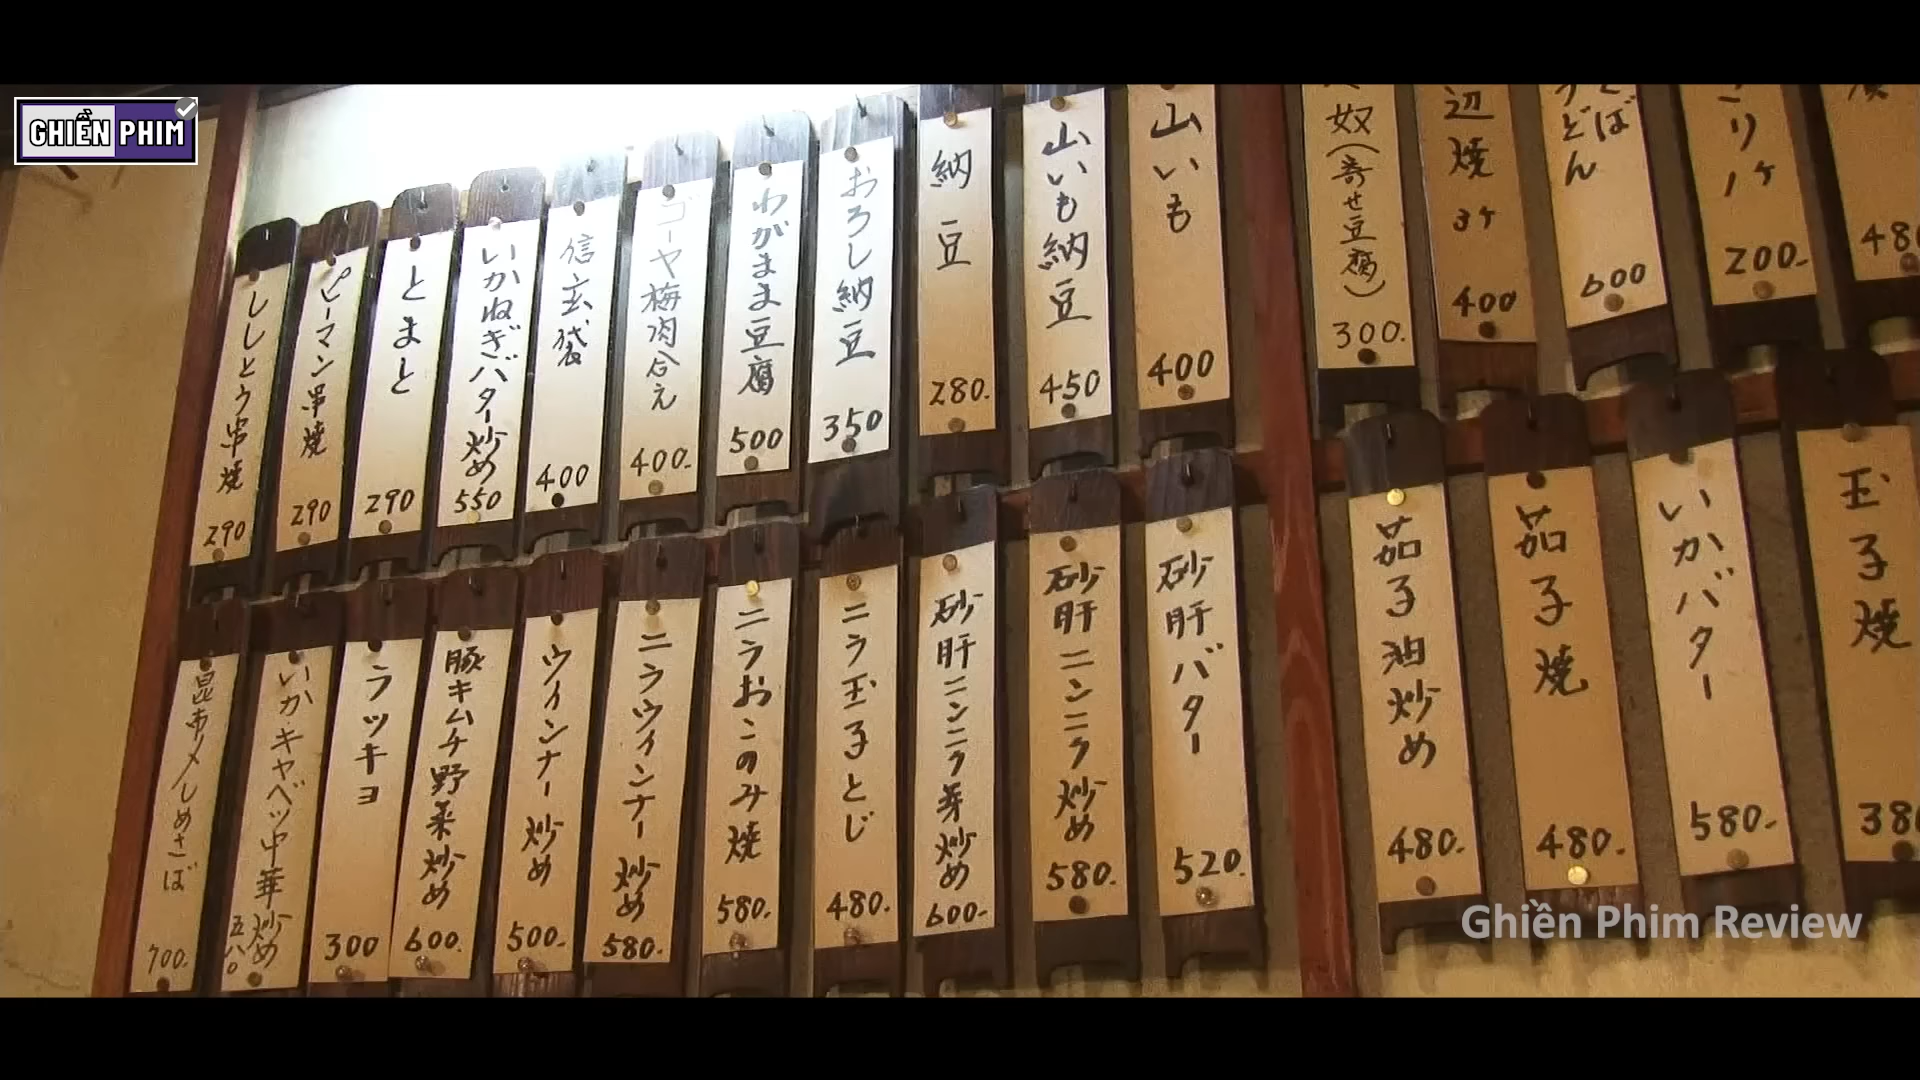 GHIỀN PHIM
ししとう串焼 290
ピーマン串焼 290
とまと 290
いかねぎバター炒め 550
信玄袋 400
ゴーヤ梅肉合え 400.
わがまま豆腐 500
おろし納豆 350
納豆 280.
山いも納豆 450
山いも 400
奴(寄せ豆腐) 300.
辺焼 3ヶ 400
うどん 600
200.
480
昆布〆しめさば 700.
いか・キャベツ中華炒め 五八〇
ラッキョ 300
豚キムチ野菜炒め 600.
ウインナー炒め 500.
ニラウインナー炒め 580.
ニラおこのみ焼 580.
ニラ玉子とじ 480.
砂肝ニンニク芽炒め 600.
砂肝ニンニク炒め 580.
砂肝バター 520.
茄子油炒め 480.
茄子焼 480.
いかバター 580.
玉子焼 380
Ghiền Phim Review